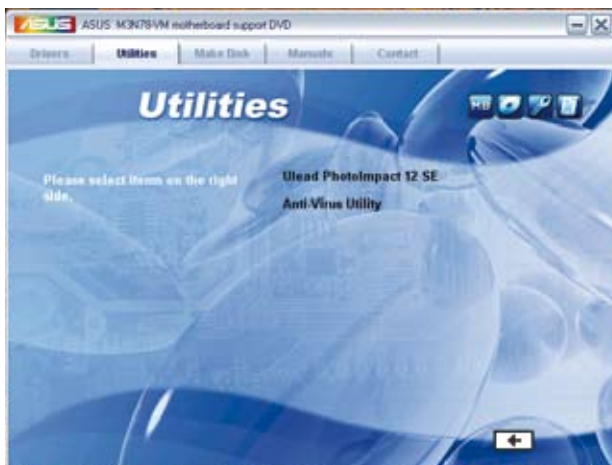 ASUS ASUS M3N78-VM motherboard support DVD
Drivers Utilities Make Disk Manuals Contact
Utilities
Please select items on the right side.
Ulead PhotoImpact 12 SE
Anti-Virus Utility